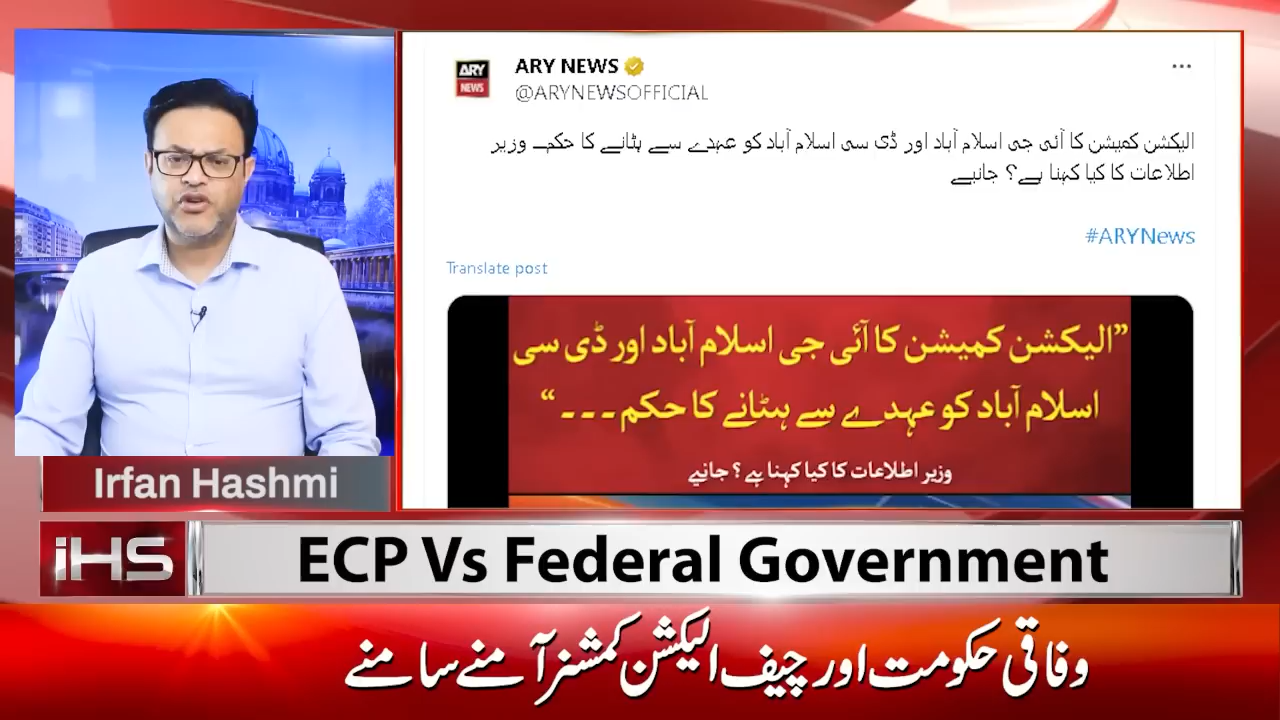 ARY NEWS
@ARYNEWSOFFICIAL
ARY
NEWS
الیکشن کمیشن کا آئی جی اسلام آباد اور ڈی سی اسلام آباد کو عہدے سے ہٹانے کا حکم۔۔ وزیر
اطلاعات کا کیا کہنا ہے؟ جانیے
#ARYNews
Translate post
”الیکشن کمیشن کا آئی جی اسلام آباد اور ڈی سی
اسلام آباد کو عہدے سے ہٹانے کا حکم ۔۔۔“
وزیر اطلاعات کا کیا کہنا ہے؟ جانیے
Irfan Hashmi
iHS
ECP Vs Federal Government
وفاقی حکومت اور چیف الیکشن کمشنر آمنے سامنے